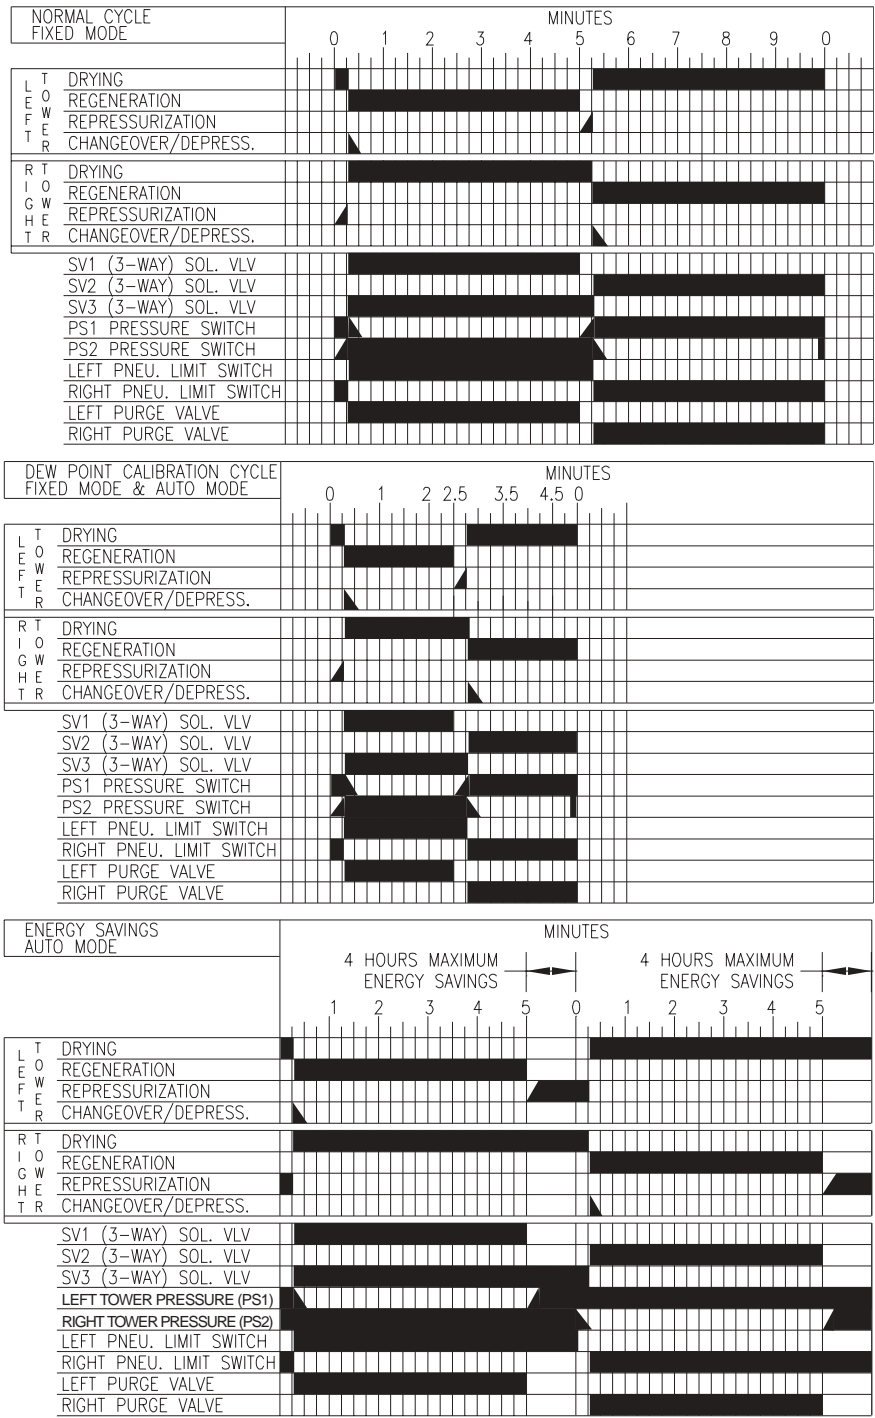 NORMAL CYCLE
FIXED MODE
MINUTES
0 1 2 3 4 5 6 7 8 9 0
LEFT TOWER
DRYING
REGENERATION
REPRESSURIZATION
CHANGEOVER/DEPRESS.
RIGHT TOWER
DRYING
REGENERATION
REPRESSURIZATION
CHANGEOVER/DEPRESS.
SV1 (3-WAY) SOL. VLV
SV2 (3-WAY) SOL. VLV
SV3 (3-WAY) SOL. VLV
PS1 PRESSURE SWITCH
PS2 PRESSURE SWITCH
LEFT PNEU. LIMIT SWITCH
RIGHT PNEU. LIMIT SWITCH
LEFT PURGE VALVE
RIGHT PURGE VALVE
DEW POINT CALIBRATION CYCLE
FIXED MODE & AUTO MODE
MINUTES
0 1 2 2.5 3.5 4.5 0
LEFT TOWER
DRYING
REGENERATION
REPRESSURIZATION
CHANGEOVER/DEPRESS.
RIGHT TOWER
DRYING
REGENERATION
REPRESSURIZATION
CHANGEOVER/DEPRESS.
SV1 (3-WAY) SOL. VLV
SV2 (3-WAY) SOL. VLV
SV3 (3-WAY) SOL. VLV
PS1 PRESSURE SWITCH
PS2 PRESSURE SWITCH
LEFT PNEU. LIMIT SWITCH
RIGHT PNEU. LIMIT SWITCH
LEFT PURGE VALVE
RIGHT PURGE VALVE
ENERGY SAVINGS
AUTO MODE
MINUTES
4 HOURS MAXIMUM
ENERGY SAVINGS
4 HOURS MAXIMUM
ENERGY SAVINGS
1 2 3 4 5 0 1 2 3 4 5
LEFT TOWER
DRYING
REGENERATION
REPRESSURIZATION
CHANGEOVER/DEPRESS.
RIGHT TOWER
DRYING
REGENERATION
REPRESSURIZATION
CHANGEOVER/DEPRESS.
SV1 (3-WAY) SOL. VLV
SV2 (3-WAY) SOL. VLV
SV3 (3-WAY) SOL. VLV
LEFT TOWER PRESSURE (PS1)
RIGHT TOWER PRESSURE (PS2)
LEFT PNEU. LIMIT SWITCH
RIGHT PNEU. LIMIT SWITCH
LEFT PURGE VALVE
RIGHT PURGE VALVE